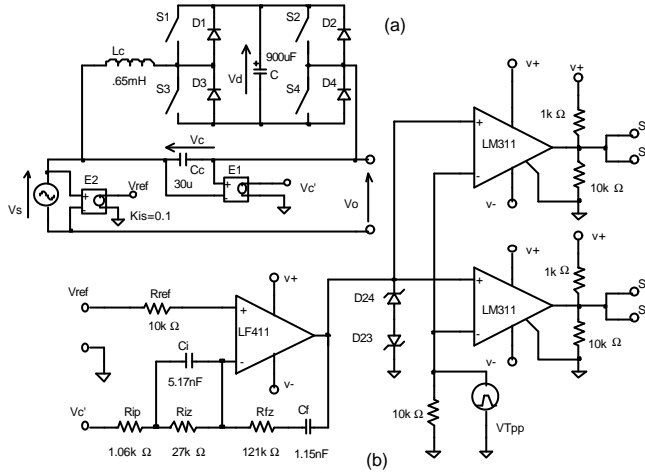 S1
D1
S2
D2
(a)
Lc
.65mH
Vd
+
900uF
C
S3
D3
S4
D4
Vc
Cc
30u
E1
+
-
Vc'
Vs
E2
+
-
Vref
Kis=0.1
Vo
v+
v+
1k Ω
+
LM311
-
S
S
10k Ω
v-
v+
v+
1k Ω
+
LM311
-
S
S
10k Ω
v-
Vref
Rref
10k Ω
v+
+
LF411
-
v-
D24
D23
Ci
5.17nF
Vc'
Rip
1.06k Ω
Riz
27k Ω
Rfz
121k Ω
Cf
1.15nF
10k Ω
VTpp
(b)